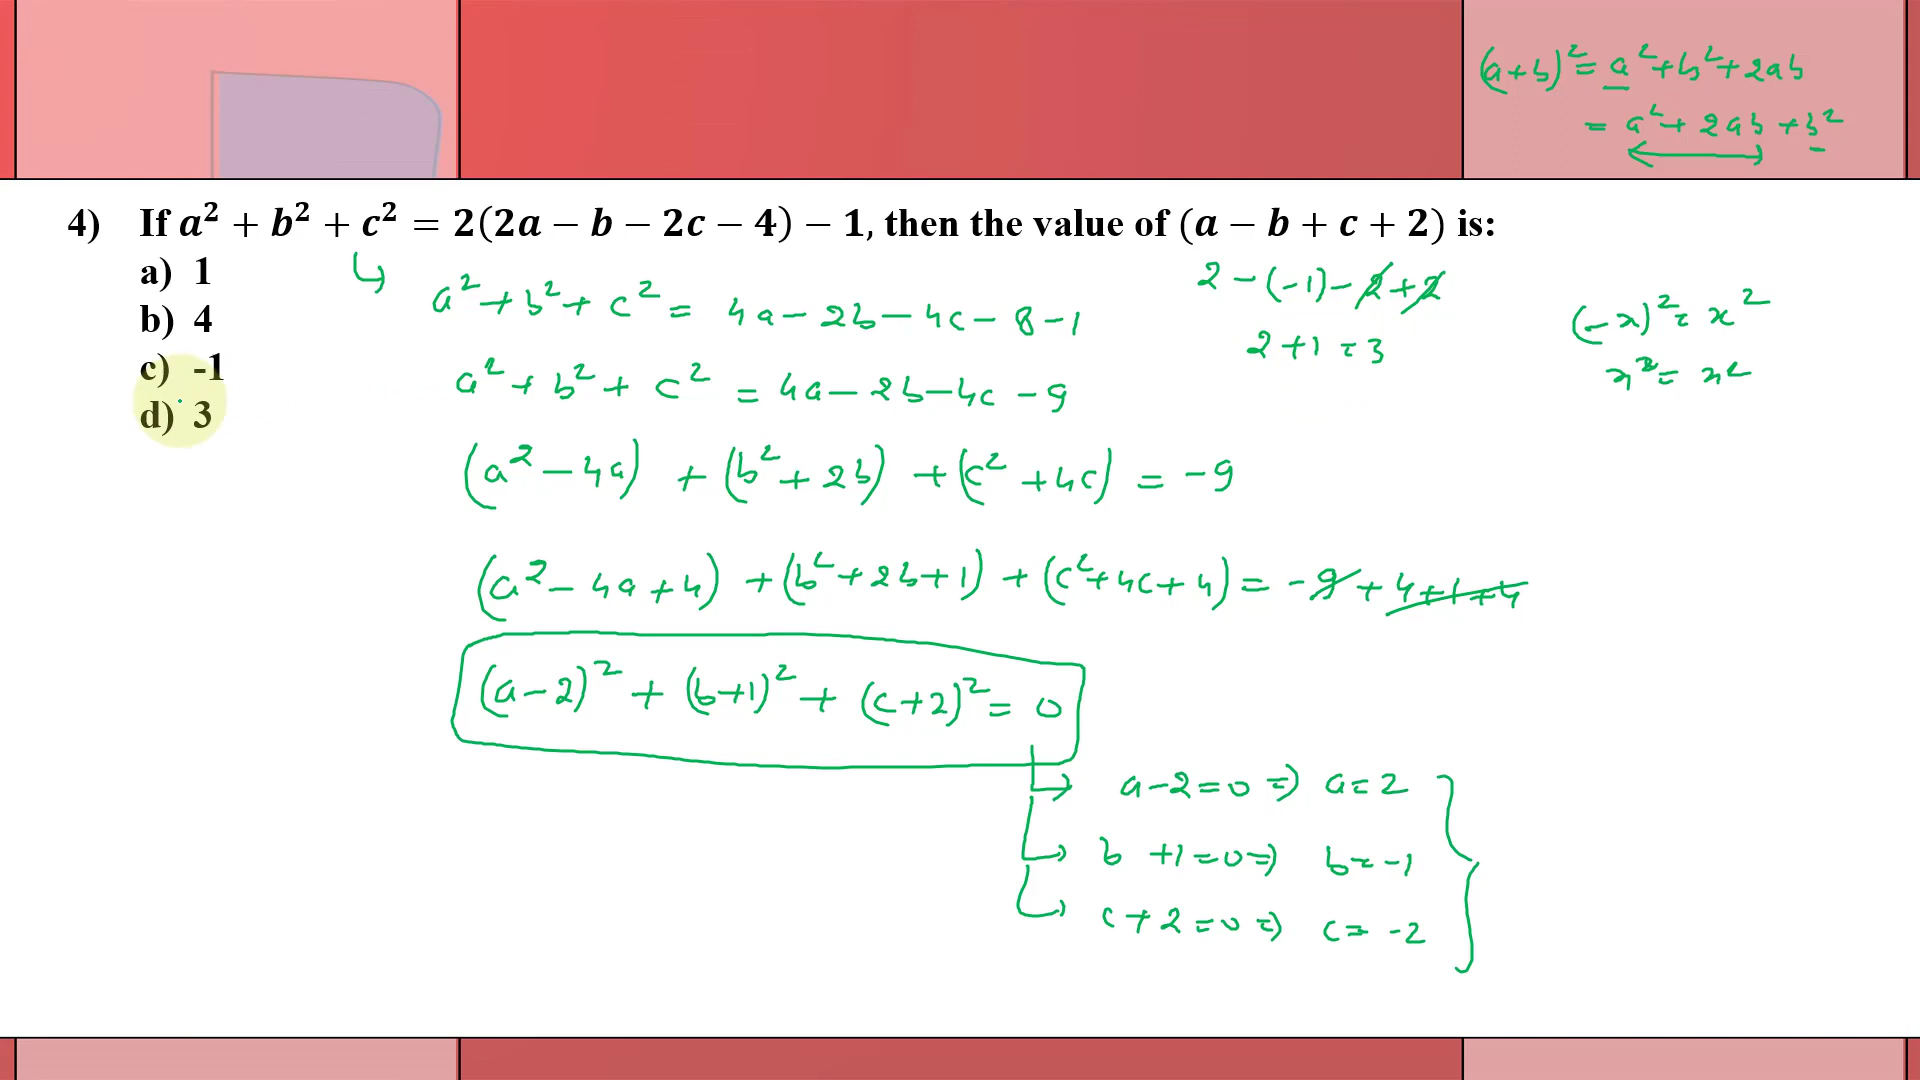 (a+b)² = a²+b²+2ab
= a²+2ab+b²
4) If a² + b² + c² = 2(2a − b − 2c − 4) − 1, then the value of (a − b + c + 2) is:
a) 1
b) 4
c) -1
d) 3
a²+b²+c² = 4a−2b−4c−8−1
2−(−1)−2+2
2+1=3
(−x)²=x²
x²=x²
a²+b²+c² = 4a−2b−4c−9
(a²−4a) + (b²+2b) + (c²+4c) = −9
(a²−4a+4) + (b²+2b+1) + (c²+4c+4) = −9+4+1+4
(a−2)² + (b+1)² + (c+2)² = 0
a−2=0 ⇒ a=2
b+1=0 ⇒ b=−1
c+2=0 ⇒ c=−2